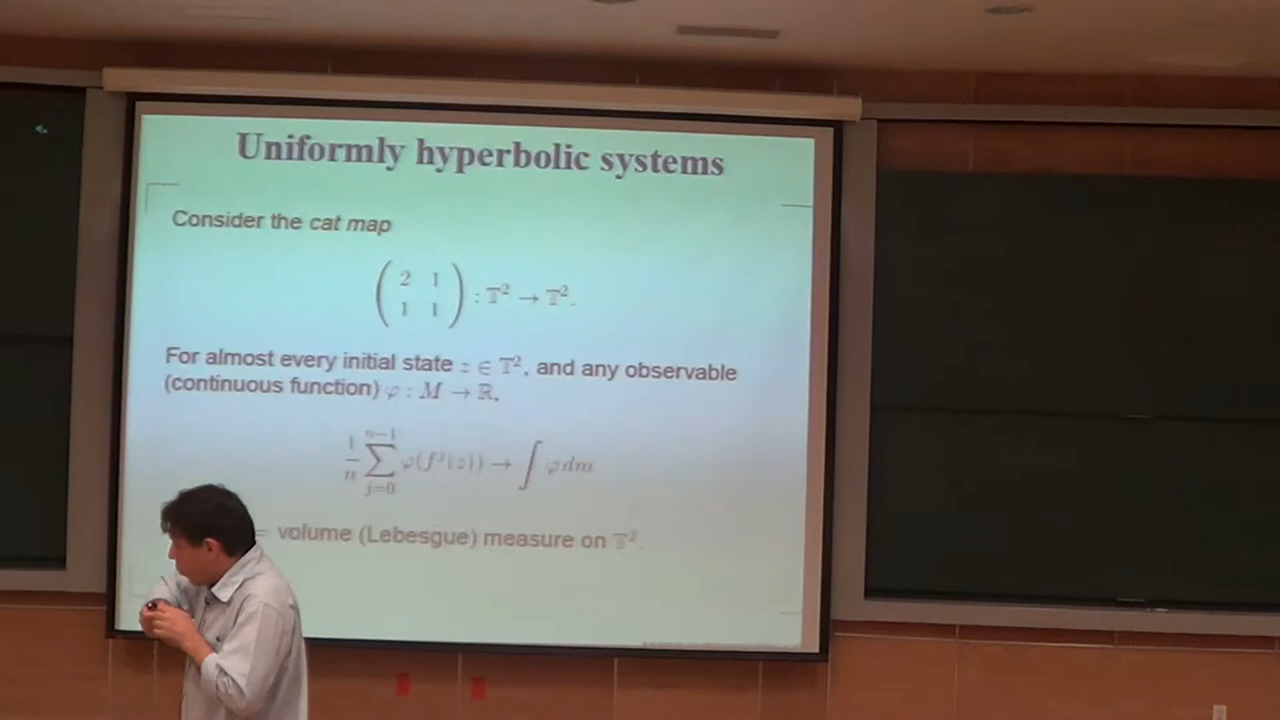 Uniformly hyperbolic systems
Consider the cat map
( 2 1
1 1 ) : 𝕋² → 𝕋².
For almost every initial state z ∈ 𝕋², and any observable
(continuous function) φ : M → ℝ,
1/n ∑_{j=0}^{n−1} φ(f^j(z)) → ∫ φ dm
= volume (Lebesgue) measure on 𝕋².